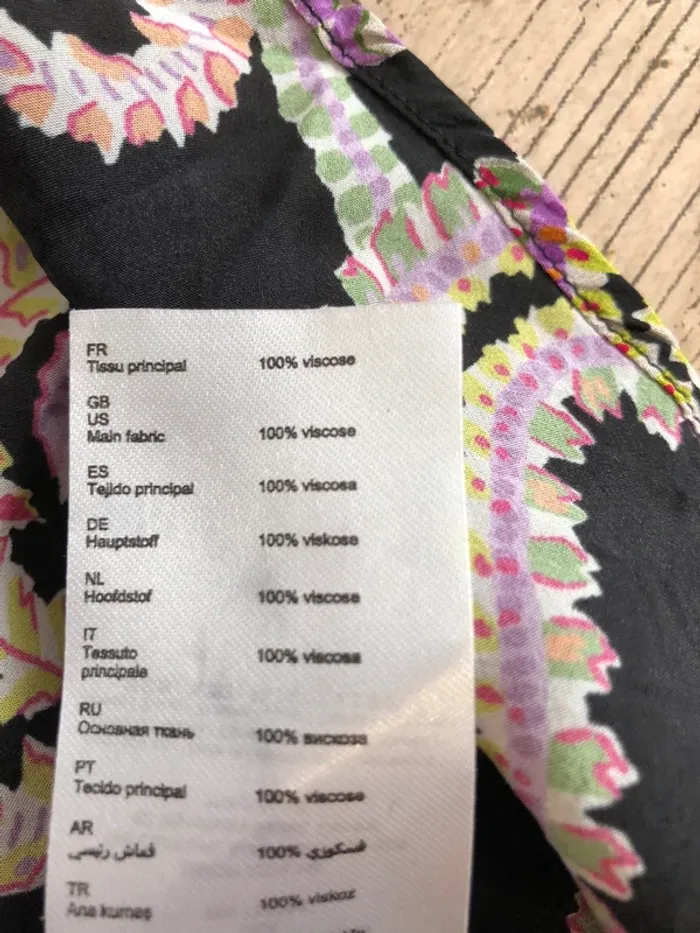 FR
Tissu principal 100% viscose
GB
US
Main fabric 100% viscose
ES
Tejido principal 100% viscosa
DE
Hauptstoff 100% viskose
NL
Hoofdstof 100% viscose
IT
Tessuto
principale 100% viscosa
RU
Основная ткань 100% вискоза
PT
Tecido principal 100% viscose
AR
قماش رئيسي 100% فسكوزي
TR
Ana kumaş 100% viskoz